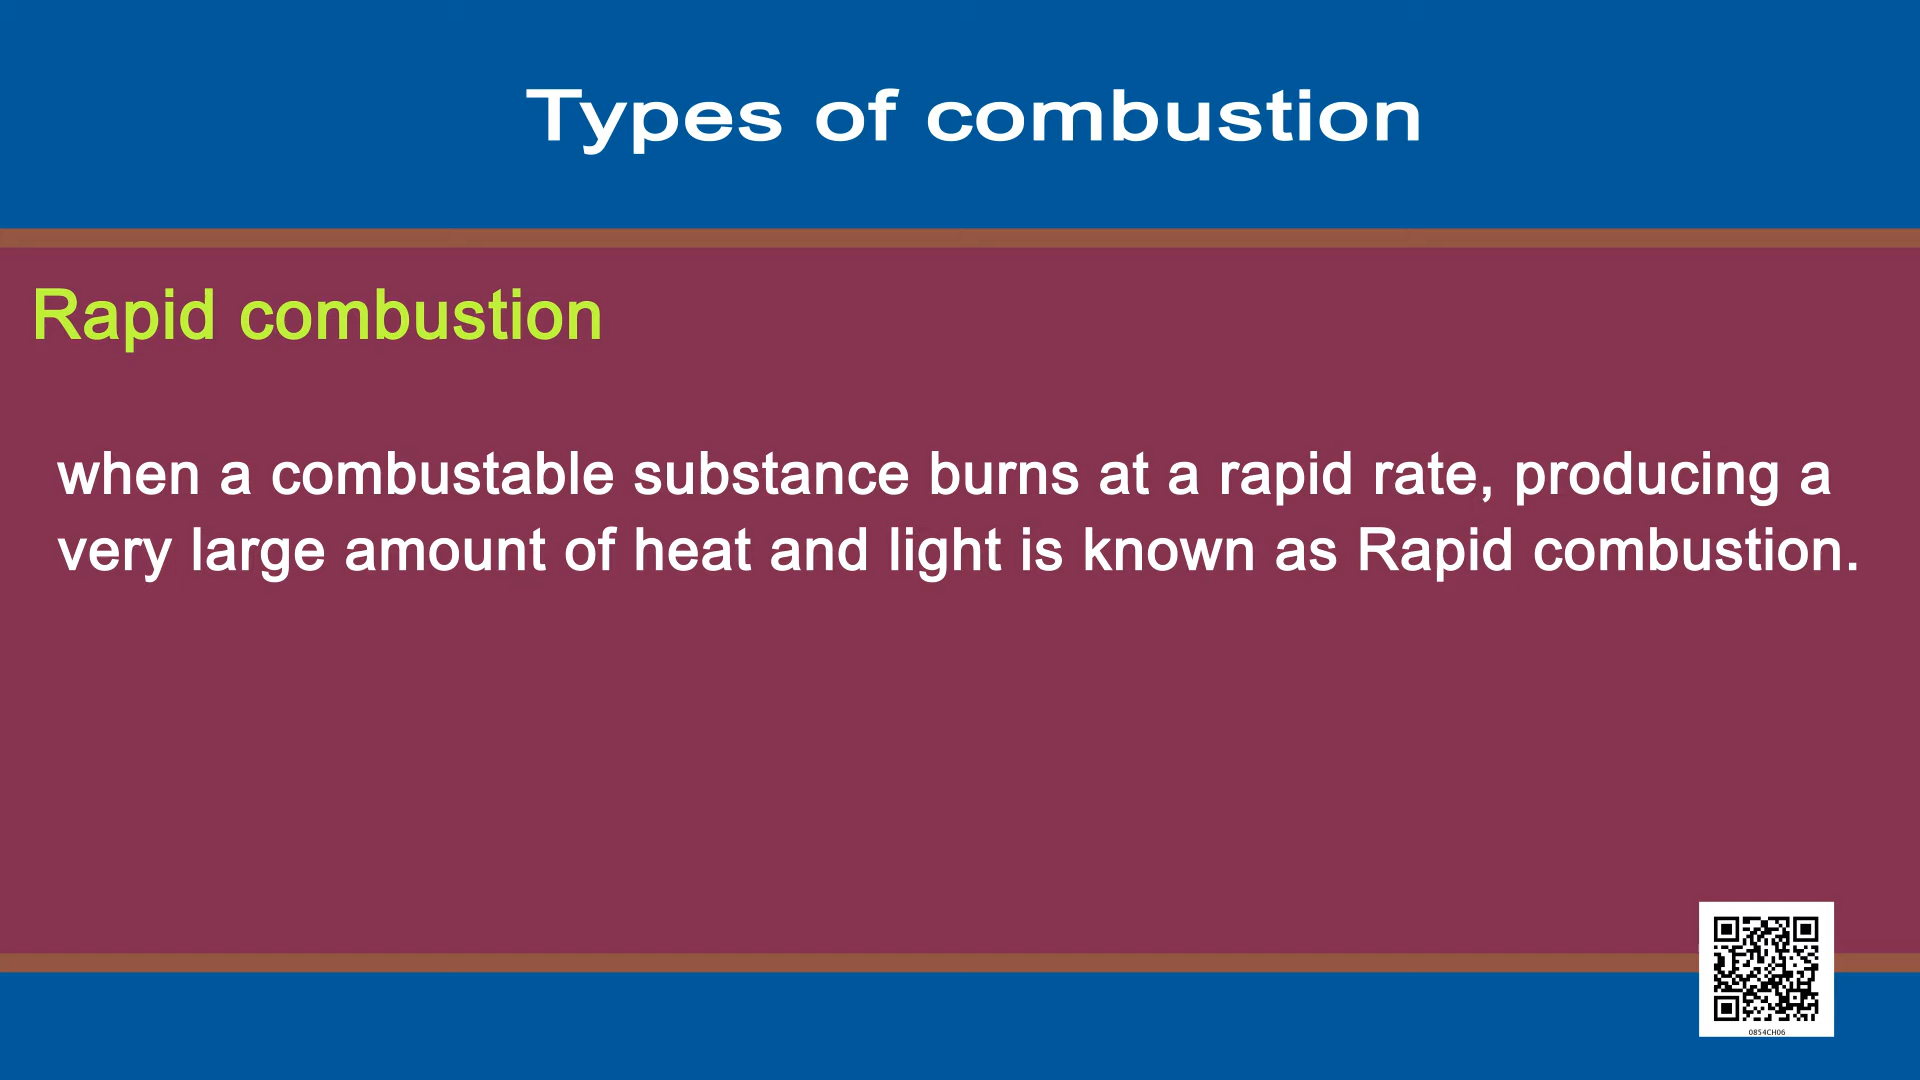 Types of combustion
Rapid combustion
when a combustable substance burns at a rapid rate, producing a
very large amount of heat and light is known as Rapid combustion.
0854CH06